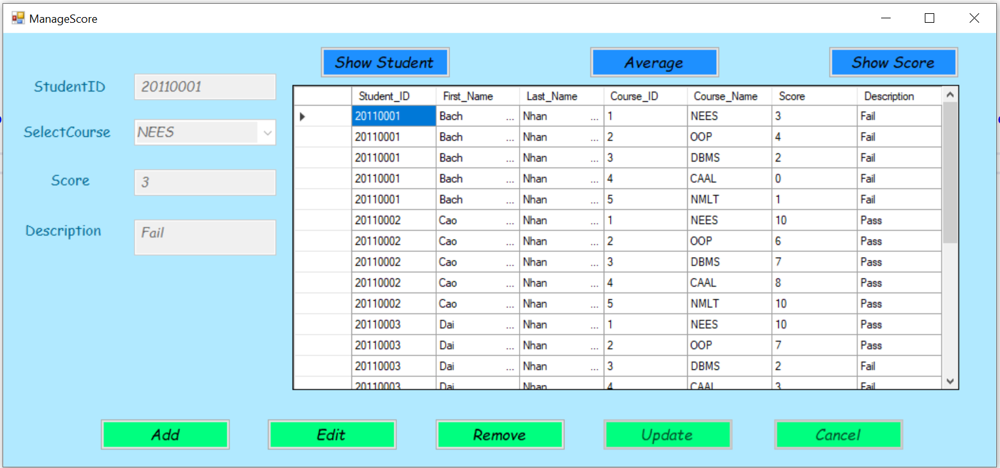 ManageScore
Show Student Average Show Score
StudentID 20110001
SelectCourse NEES
Score 3
Description Fail
Student_ID First_Name Last_Name Course_ID Course_Name Score Description
20110001 Bach ... Nhan ... 1 NEES 3 Fail
20110001 Bach ... Nhan ... 2 OOP 4 Fail
20110001 Bach ... Nhan ... 3 DBMS 2 Fail
20110001 Bach ... Nhan ... 4 CAAL 0 Fail
20110001 Bach ... Nhan ... 5 NMLT 1 Fail
20110002 Cao ... Nhan ... 1 NEES 10 Pass
20110002 Cao ... Nhan ... 2 OOP 6 Pass
20110002 Cao ... Nhan ... 3 DBMS 7 Pass
20110002 Cao ... Nhan ... 4 CAAL 8 Pass
20110002 Cao ... Nhan ... 5 NMLT 10 Pass
20110003 Dai ... Nhan ... 1 NEES 10 Pass
20110003 Dai ... Nhan ... 2 OOP 7 Pass
20110003 Dai ... Nhan ... 3 DBMS 2 Fail
20110003 Dai ... Nhan ... 4 CAAL 3 Fail
Add Edit Remove Update Cancel